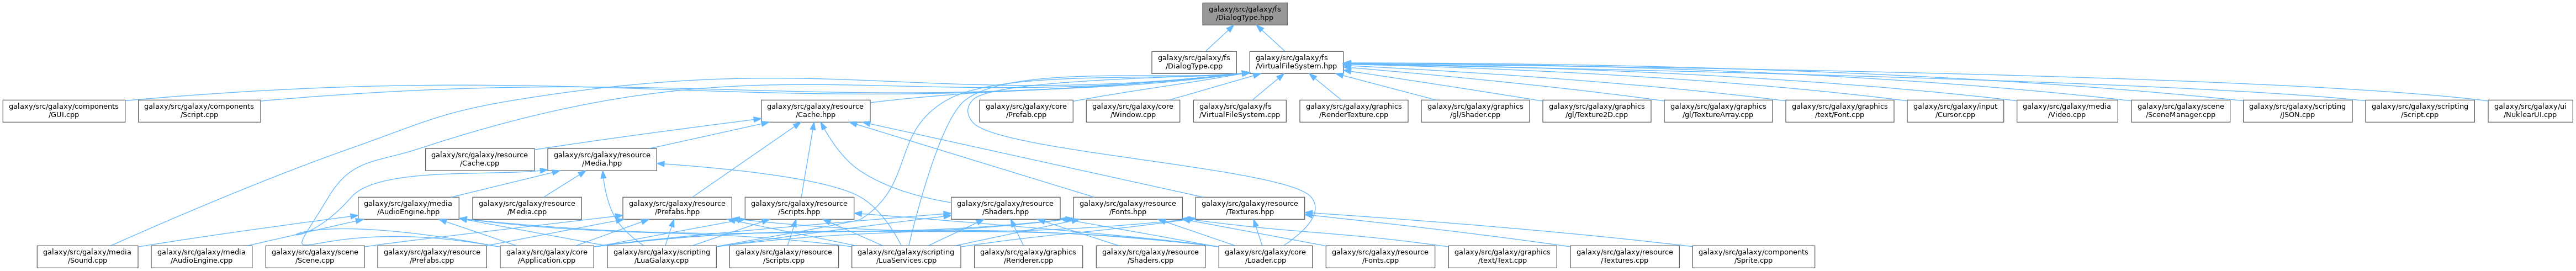 galaxy/src/galaxy/fs
/DialogType.hpp
galaxy/src/galaxy/fs
/DialogType.cpp
galaxy/src/galaxy/fs
/VirtualFileSystem.hpp
galaxy/src/galaxy/components
/GUI.cpp
galaxy/src/galaxy/components
/Script.cpp
galaxy/src/galaxy/resource
/Cache.hpp
galaxy/src/galaxy/core
/Prefab.cpp
galaxy/src/galaxy/core
/Window.cpp
galaxy/src/galaxy/fs
/VirtualFileSystem.cpp
galaxy/src/galaxy/graphics
/RenderTexture.cpp
galaxy/src/galaxy/graphics
/gl/Shader.cpp
galaxy/src/galaxy/graphics
/gl/Texture2D.cpp
galaxy/src/galaxy/graphics
/gl/TextureArray.cpp
galaxy/src/galaxy/graphics
/text/Font.cpp
galaxy/src/galaxy/input
/Cursor.cpp
galaxy/src/galaxy/media
/Video.cpp
galaxy/src/galaxy/scene
/SceneManager.cpp
galaxy/src/galaxy/scripting
/JSON.cpp
galaxy/src/galaxy/scripting
/Script.cpp
galaxy/src/galaxy/ui
/NuklearUI.cpp
galaxy/src/galaxy/resource
/Cache.cpp
galaxy/src/galaxy/resource
/Media.hpp
galaxy/src/galaxy/media
/AudioEngine.hpp
galaxy/src/galaxy/resource
/Media.cpp
galaxy/src/galaxy/resource
/Prefabs.hpp
galaxy/src/galaxy/resource
/Scripts.hpp
galaxy/src/galaxy/resource
/Shaders.hpp
galaxy/src/galaxy/resource
/Fonts.hpp
galaxy/src/galaxy/resource
/Textures.hpp
galaxy/src/galaxy/media
/Sound.cpp
galaxy/src/galaxy/media
/AudioEngine.cpp
galaxy/src/galaxy/scene
/Scene.cpp
galaxy/src/galaxy/resource
/Prefabs.cpp
galaxy/src/galaxy/core
/Application.cpp
galaxy/src/galaxy/scripting
/LuaGalaxy.cpp
galaxy/src/galaxy/resource
/Scripts.cpp
galaxy/src/galaxy/scripting
/LuaServices.cpp
galaxy/src/galaxy/graphics
/Renderer.cpp
galaxy/src/galaxy/resource
/Shaders.cpp
galaxy/src/galaxy/core
/Loader.cpp
galaxy/src/galaxy/resource
/Fonts.cpp
galaxy/src/galaxy/graphics
/text/Text.cpp
galaxy/src/galaxy/resource
/Textures.cpp
galaxy/src/galaxy/components
/Sprite.cpp